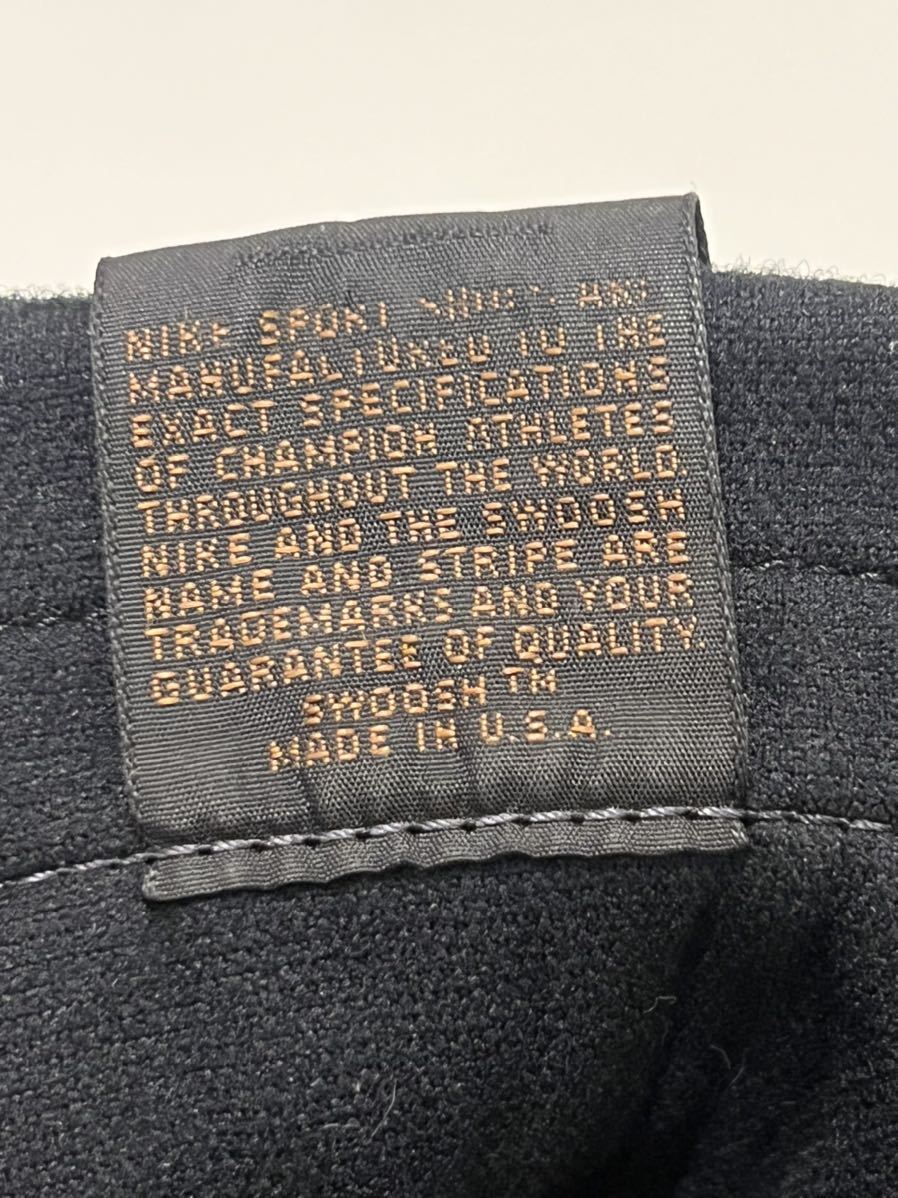 NIKE SPORT ARE
MANUFACTURED TO THE
EXACT SPECIFICATIONS
OF CHAMPION ATHLETES
THROUGHOUT THE WORLD.
NIKE AND THE SWOOSH
NAME AND STRIPE ARE
TRADEMARKS AND YOUR
GUARANTEE OF QUALITY.
SWOOSH TM
MADE IN U.S.A.